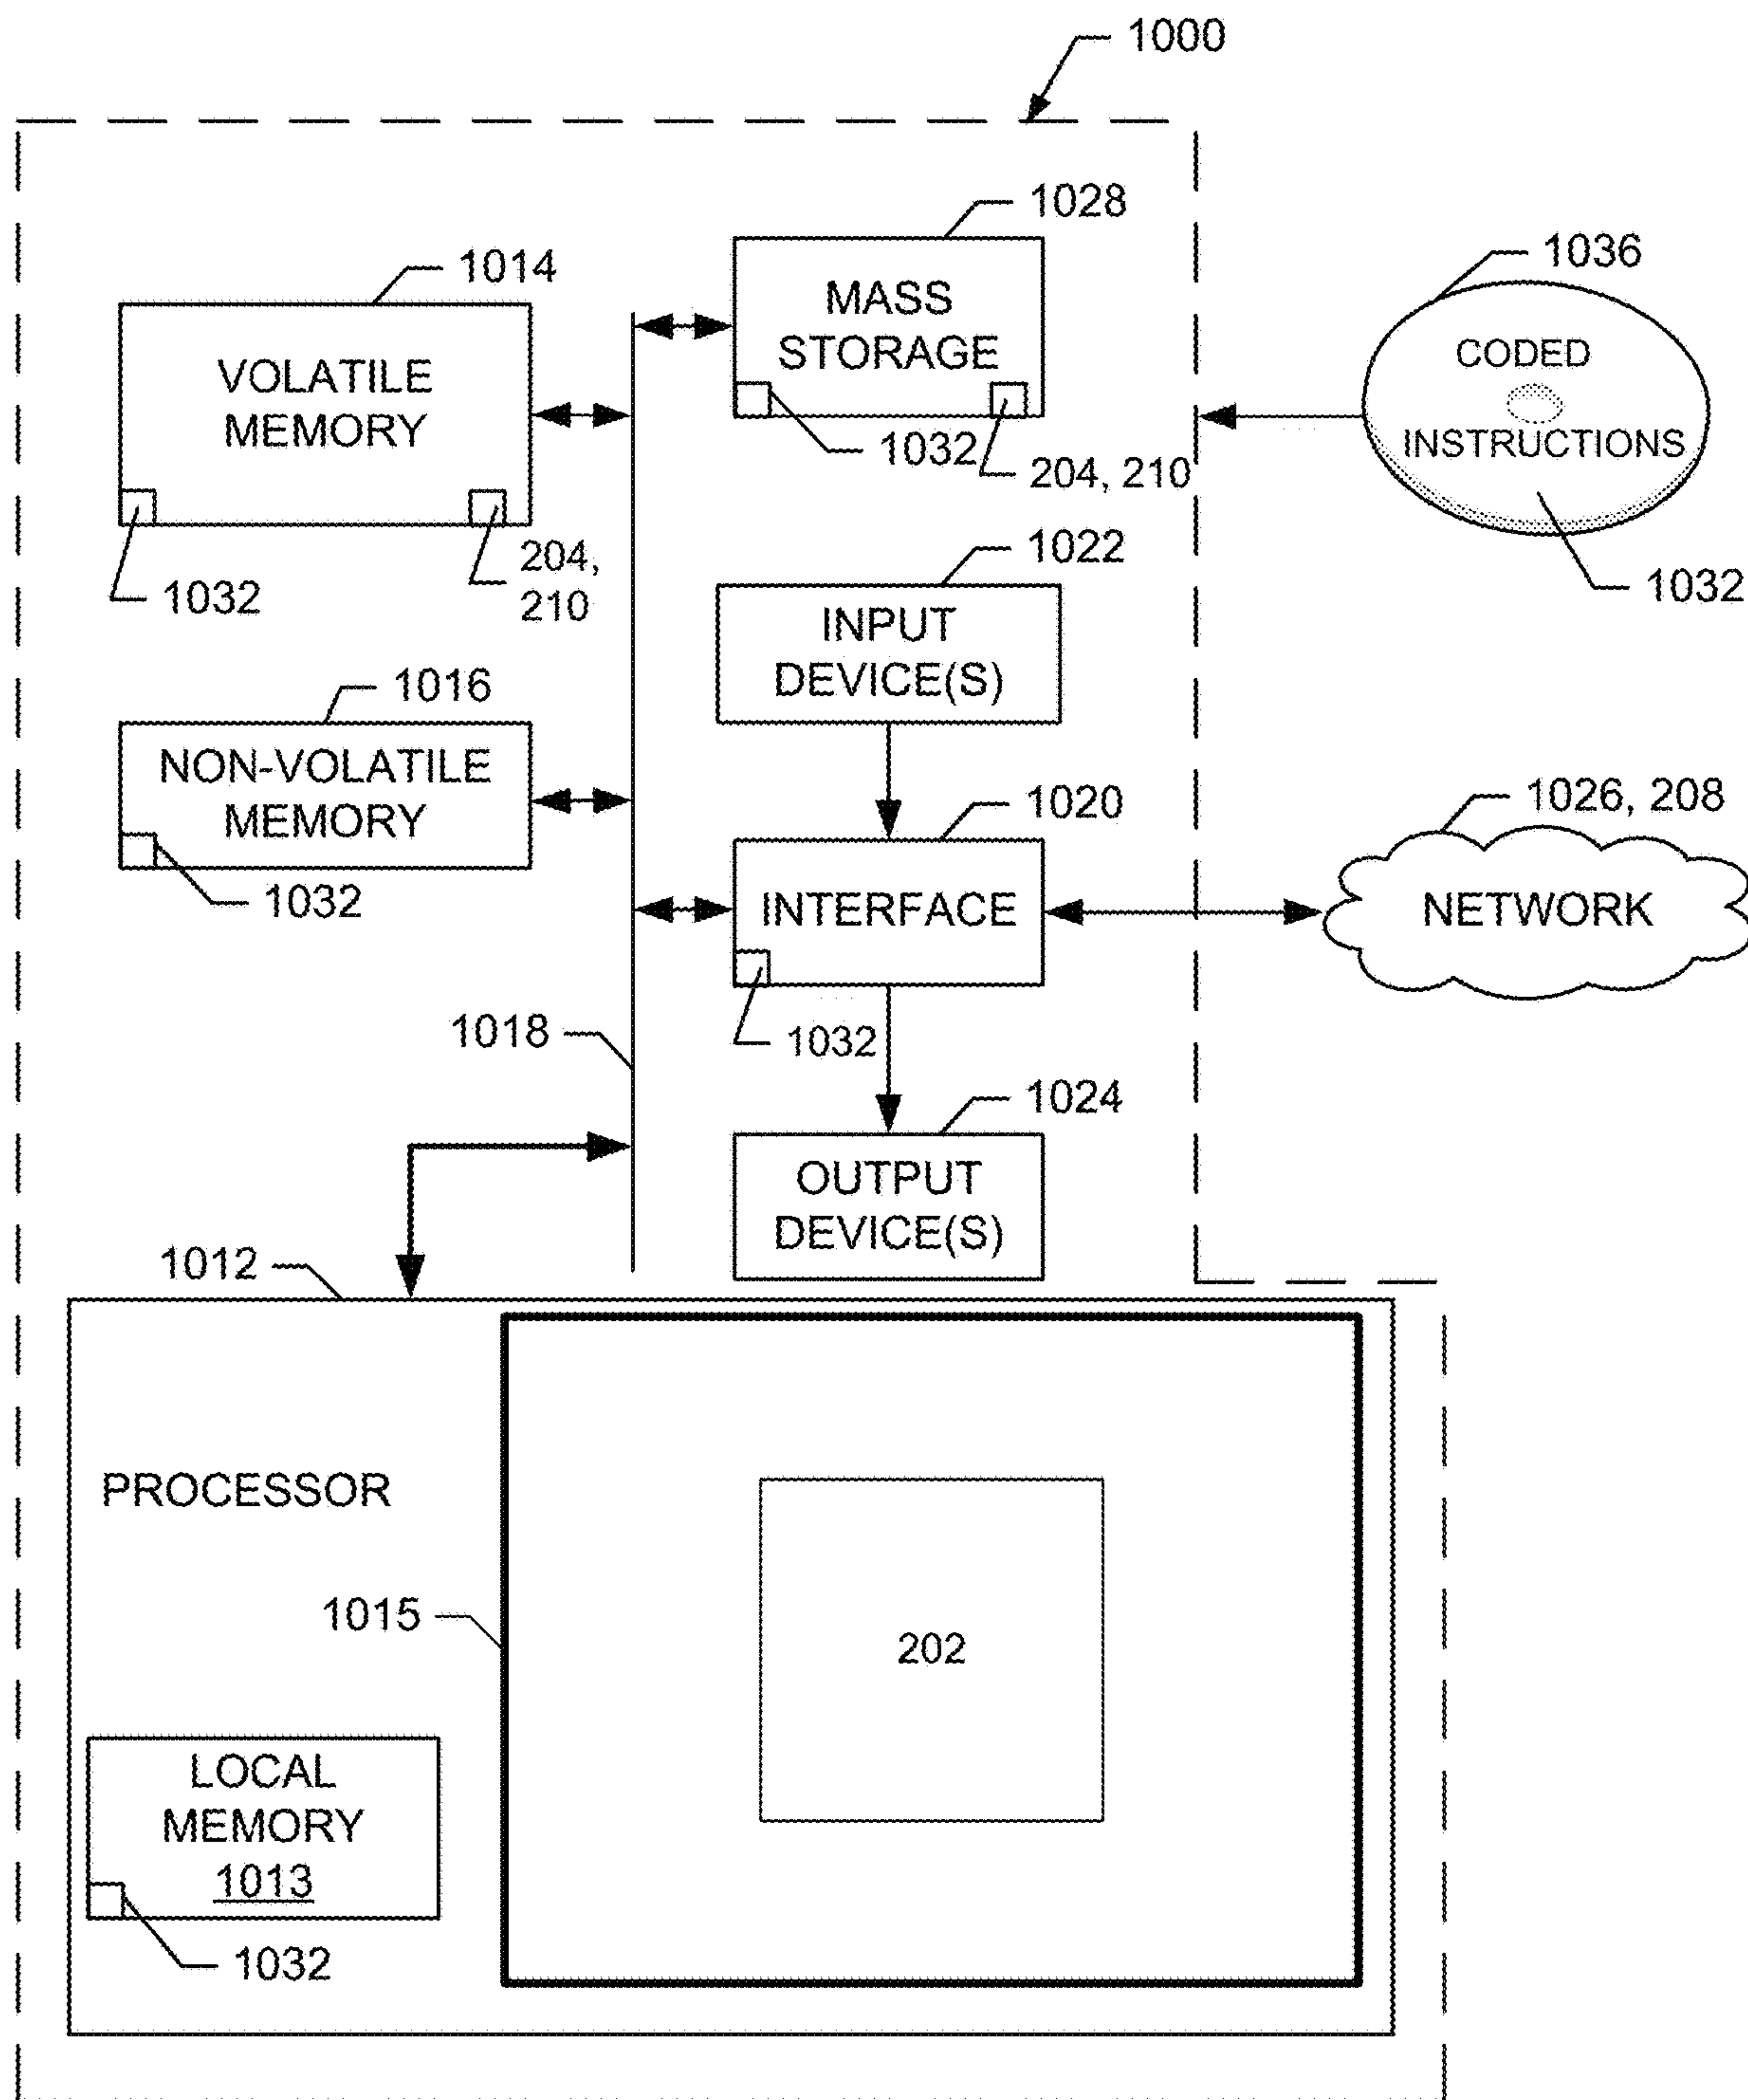 1000
1028
1014
1036
MASS
STORAGE
VOLATILE
MEMORY
CODED
INSTRUCTIONS
1032
204, 210
204,
210
1032
1032
1022
INPUT
DEVICE(S)
1016
NON-VOLATILE
MEMORY
1032
1020
1026, 208
INTERFACE
NETWORK
1018
1032
1024
OUTPUT
DEVICE(S)
1012
PROCESSOR
1015
202
LOCAL
MEMORY
1013
1032